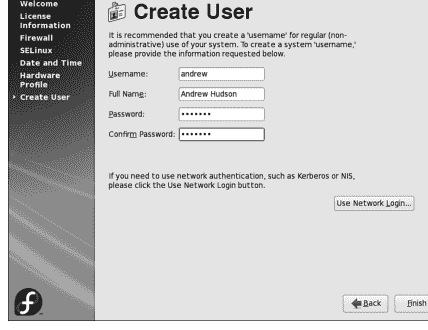 Welcome
License
Information
Firewall
SELinux
Date and Time
Hardware
Profile
Create User
Create User
It is recommended that you create a 'username' for regular (non-
administrative) use of your system. To create a system 'username,'
please provide the information requested below.
Username: andrew
Full Name: Andrew Hudson
Password: •••••••
Confirm Password: •••••••
If you need to use network authentication, such as Kerberos or NIS,
please click the Use Network Login button.
Use Network Login...
Back Finish